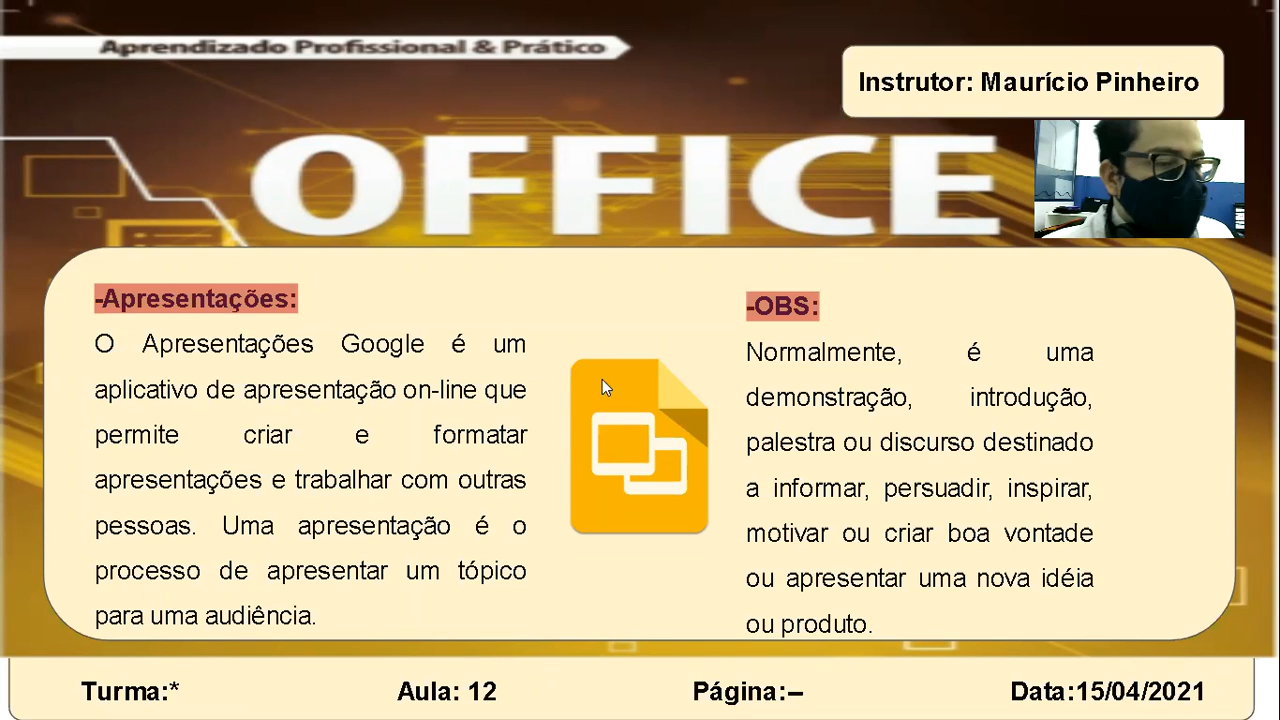 Aprendizado Profissional & Prático
Instrutor: Maurício Pinheiro
OFFICE
-Apresentações:
O Apresentações Google é um
aplicativo de apresentação on-line que
permite criar e formatar
apresentações e trabalhar com outras
pessoas. Uma apresentação é o
processo de apresentar um tópico
para uma audiência.
-OBS:
Normalmente, é uma
demonstração, introdução,
palestra ou discurso destinado
a informar, persuadir, inspirar,
motivar ou criar boa vontade
ou apresentar uma nova idéia
ou produto.
Turma:* Aula: 12 Página:– Data:15/04/2021